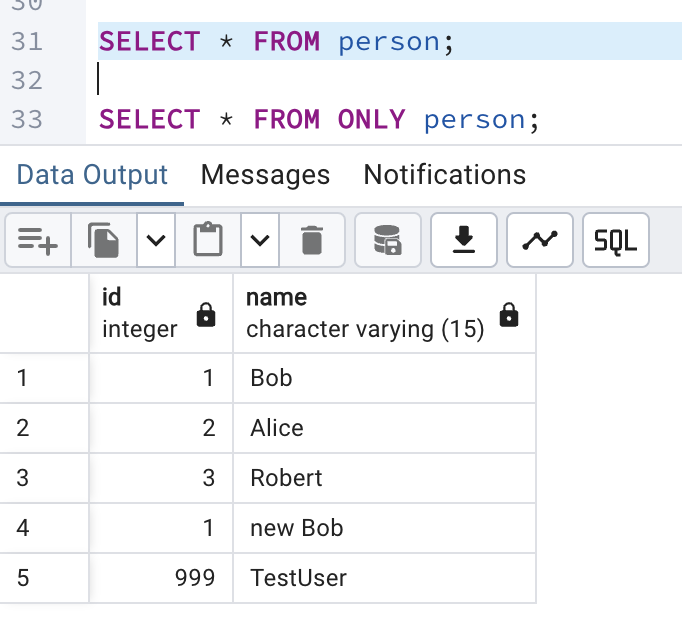 30
31 SELECT * FROM person;
32
33 SELECT * FROM ONLY person;
Data Output Messages Notifications
SQL
id name
integer character varying (15)
1 1 Bob
2 2 Alice
3 3 Robert
4 1 new Bob
5 999 TestUser